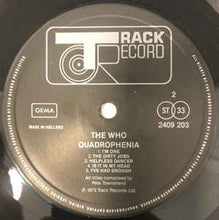 TRACK
RECORD
GEMA
MADE IN HOLLAND
2
ST 33
2409 203
THE WHO
QUADROPHENIA
1. I'M ONE
2. THE DIRTY JOBS
3. HELPLESS DANCER
4. IS IT IN MY HEAD
5. I'VE HAD ENOUGH
All titles composed by
Pete Townshend
℗ 1973 Track Records Ltd.